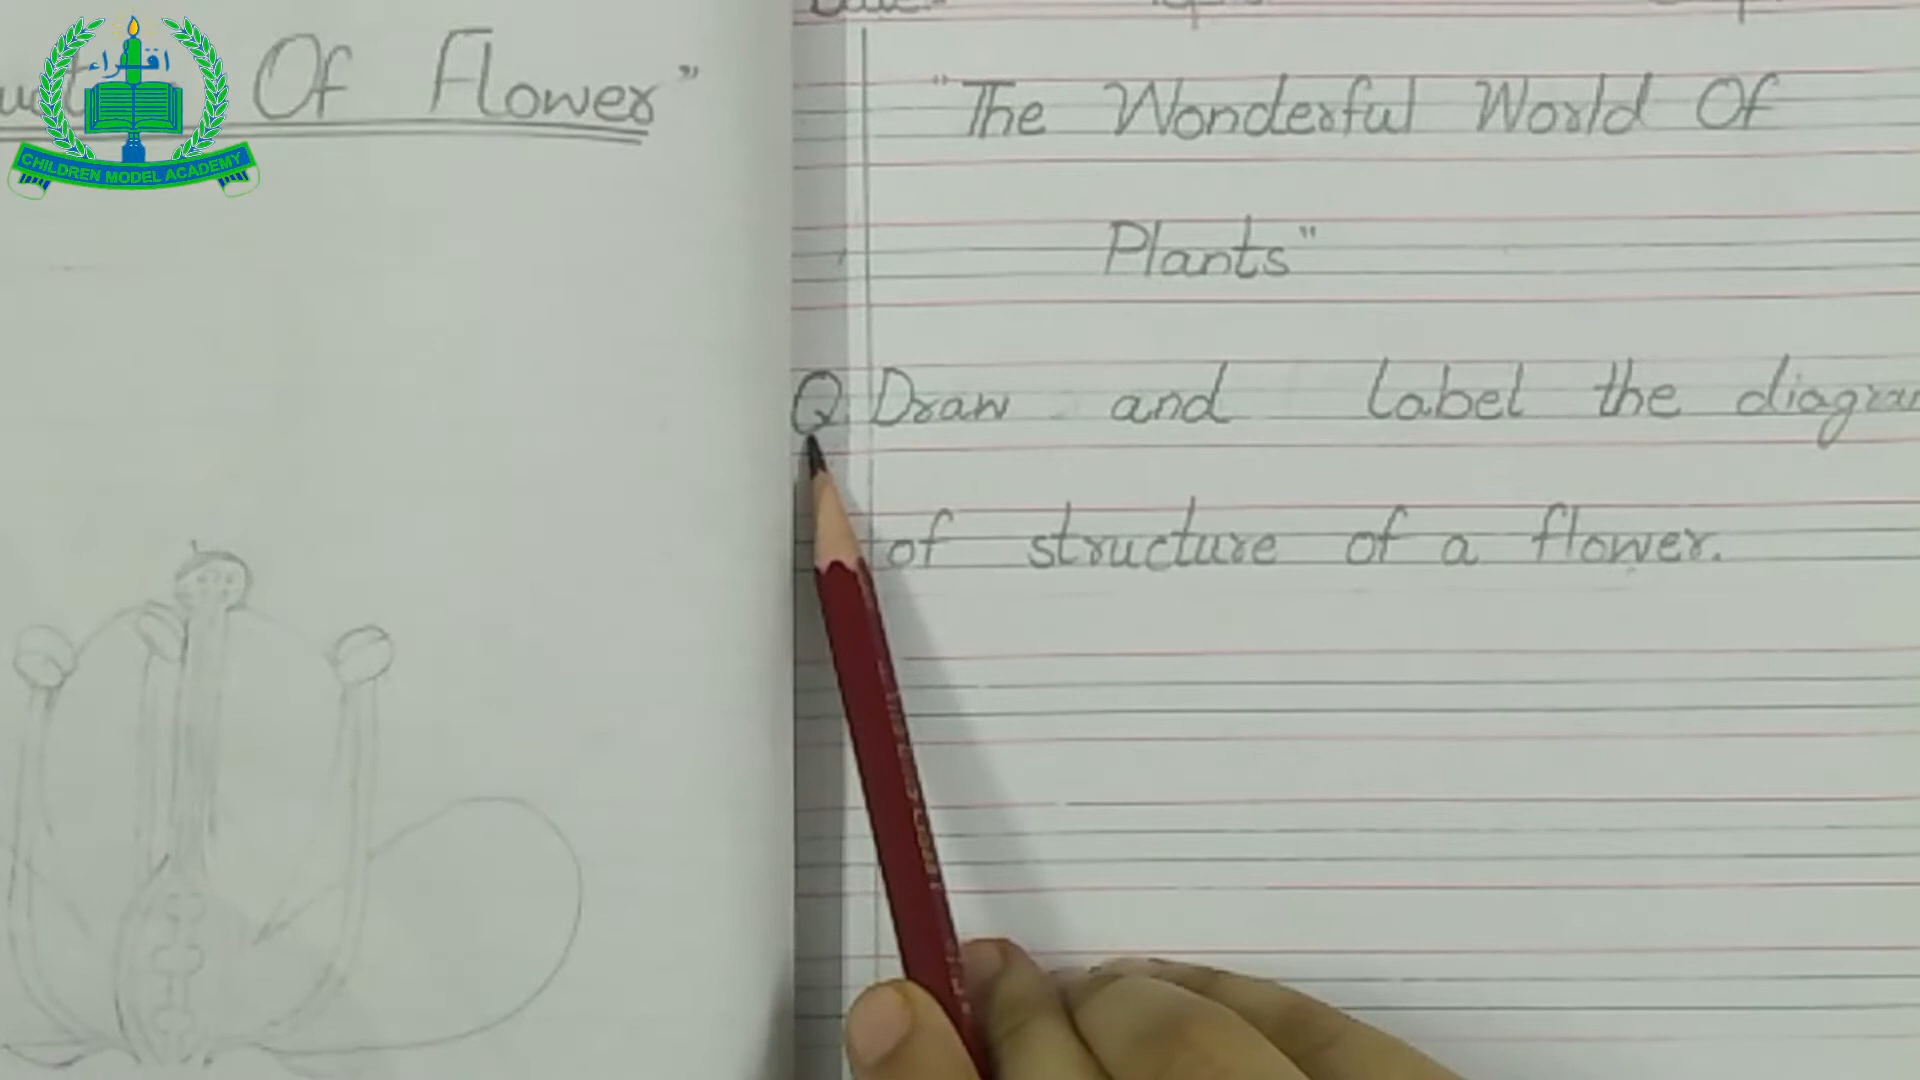 اقراء
CHILDREN MODEL ACADEMY
Of Flower"
"The Wonderful World Of
Plants"
Q Draw and label the
of structure of a flower.